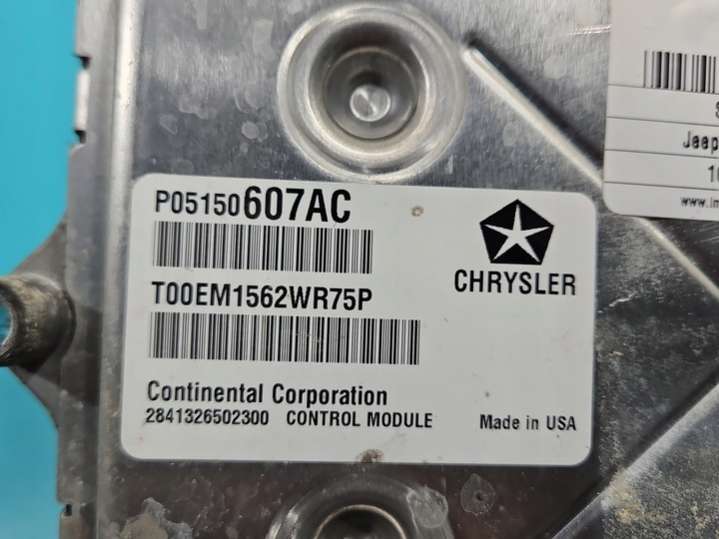 P05150607AC
CHRYSLER
T00EM1562WR75P
Continental Corporation
2841326502300 CONTROL MODULE Made in USA
Jeep